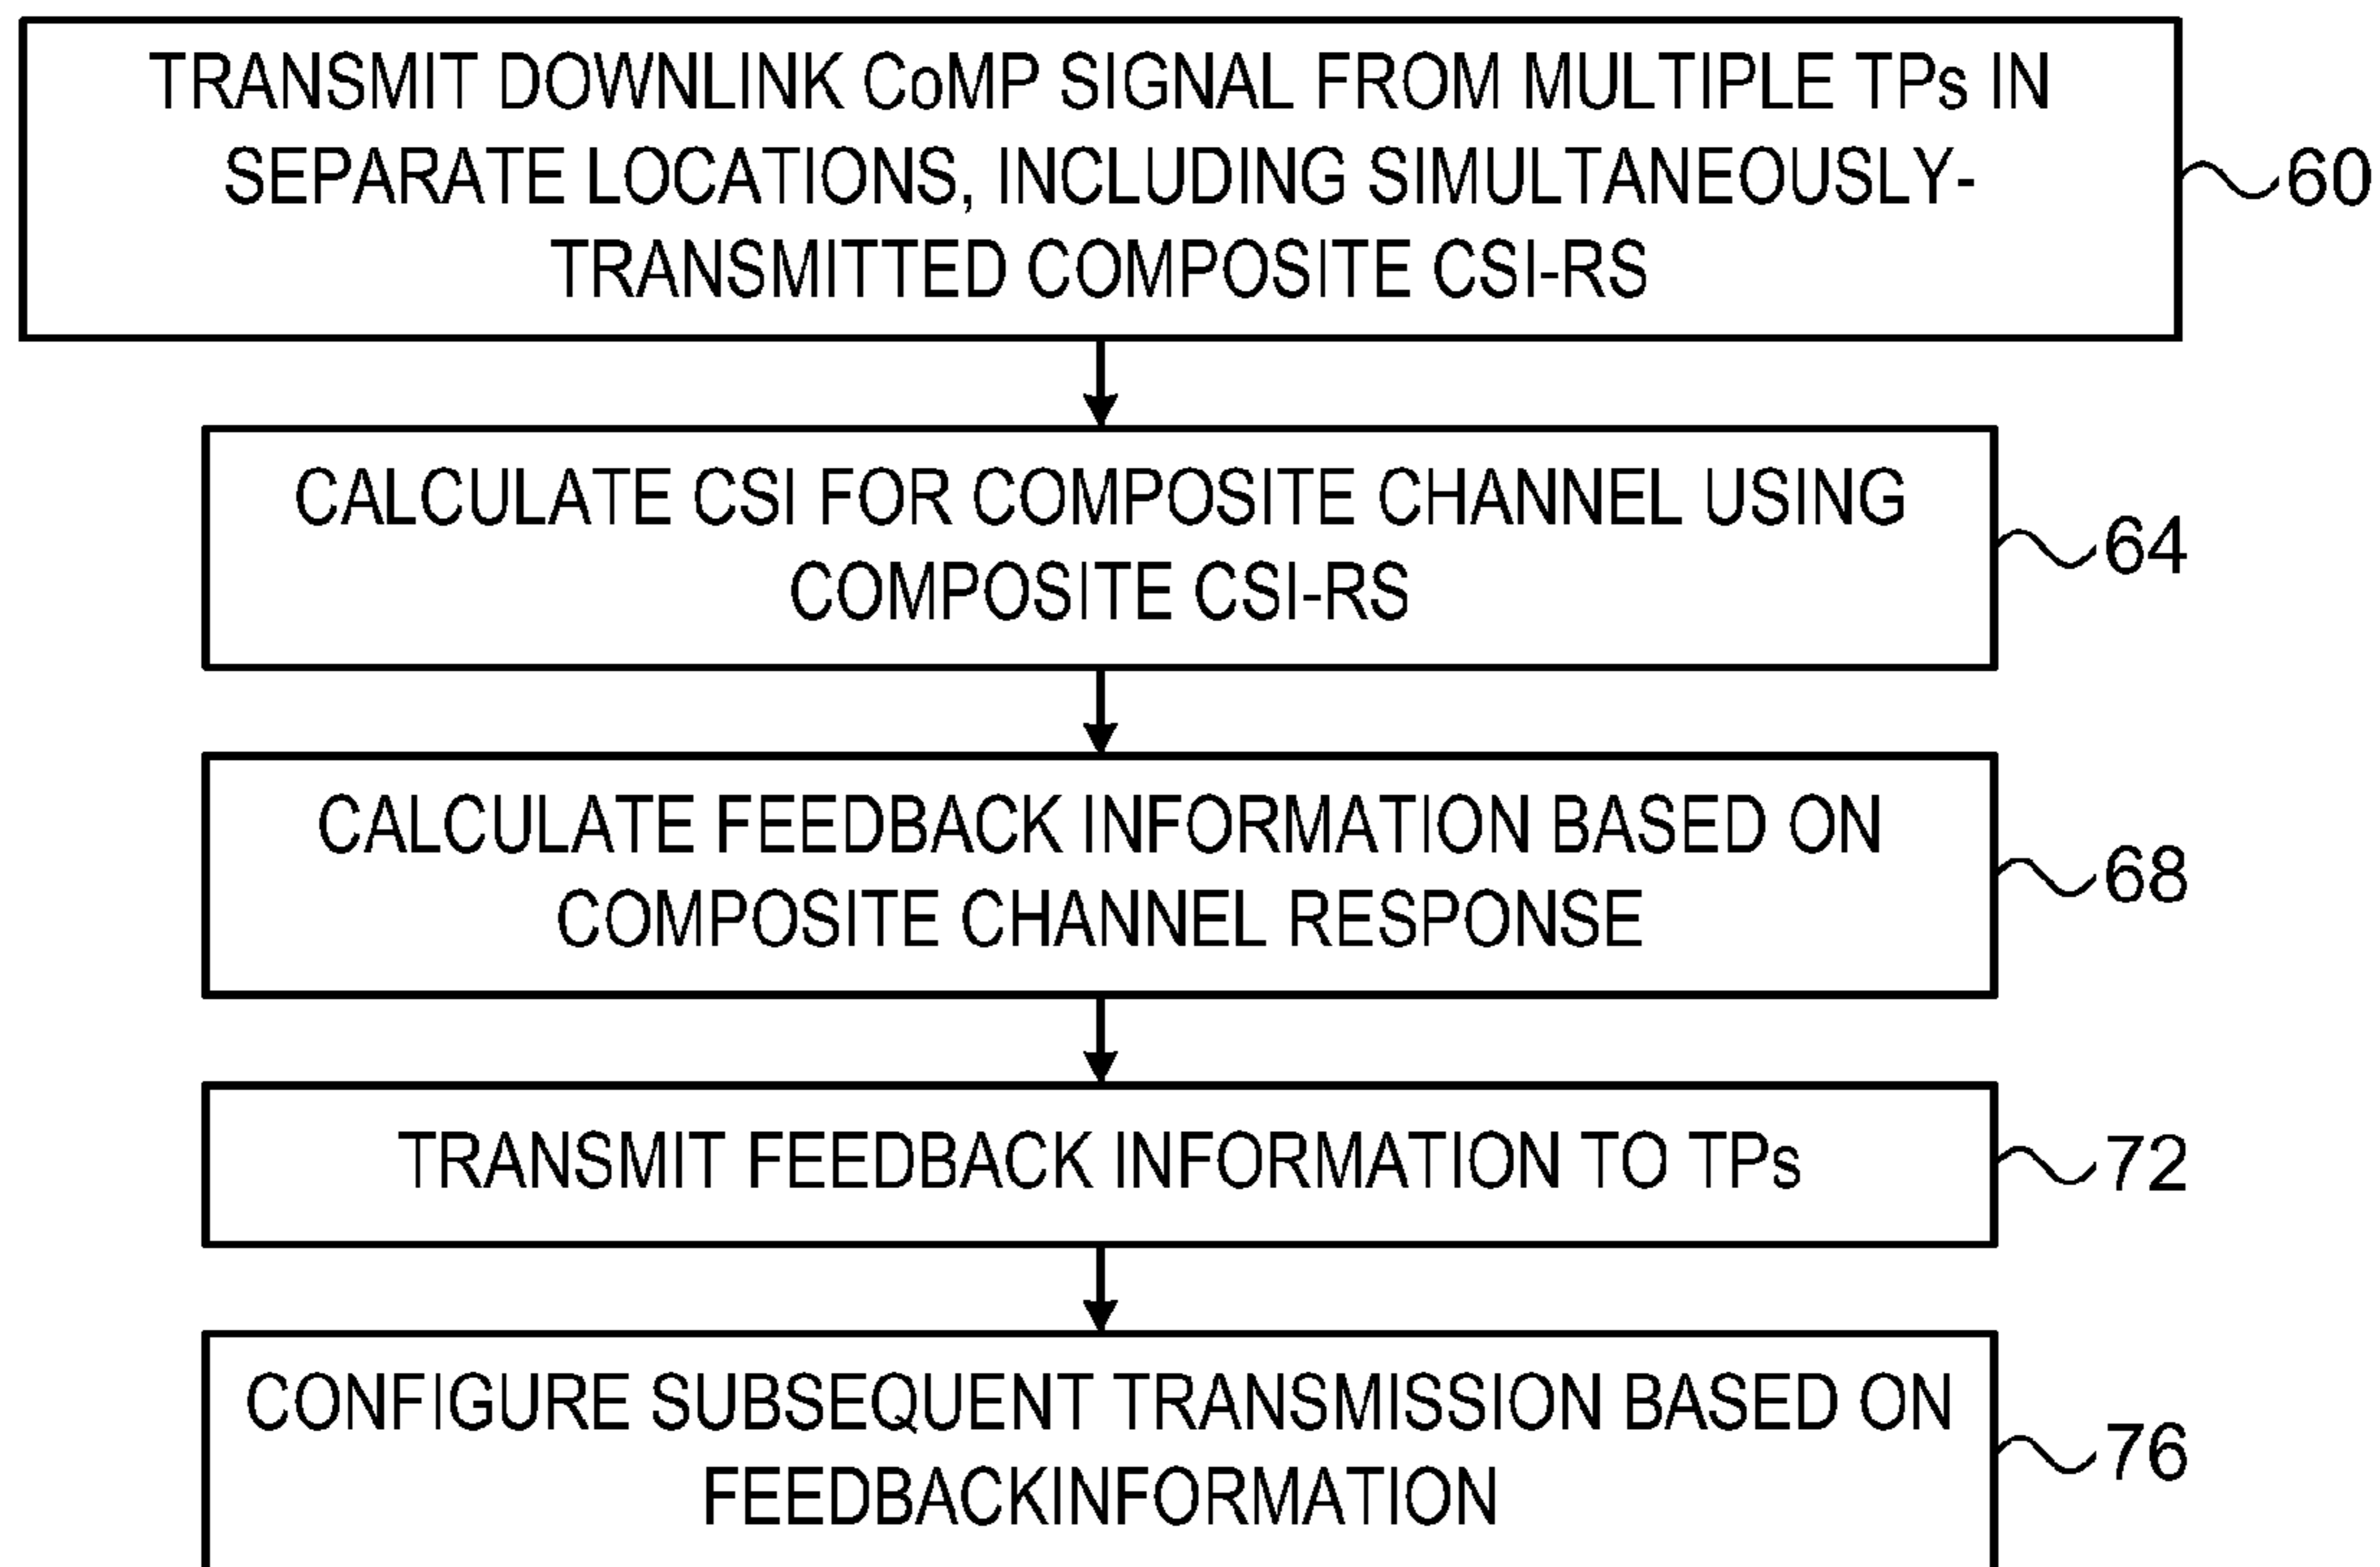 TRANSMIT DOWNLINK CoMP SIGNAL FROM MULTIPLE TPs IN
SEPARATE LOCATIONS, INCLUDING SIMULTANEOUSLY-
TRANSMITTED COMPOSITE CSI-RS
60
CALCULATE CSI FOR COMPOSITE CHANNEL USING
COMPOSITE CSI-RS
64
CALCULATE FEEDBACK INFORMATION BASED ON
COMPOSITE CHANNEL RESPONSE
68
TRANSMIT FEEDBACK INFORMATION TO TPs
72
CONFIGURE SUBSEQUENT TRANSMISSION BASED ON
FEEDBACKINFORMATION
76